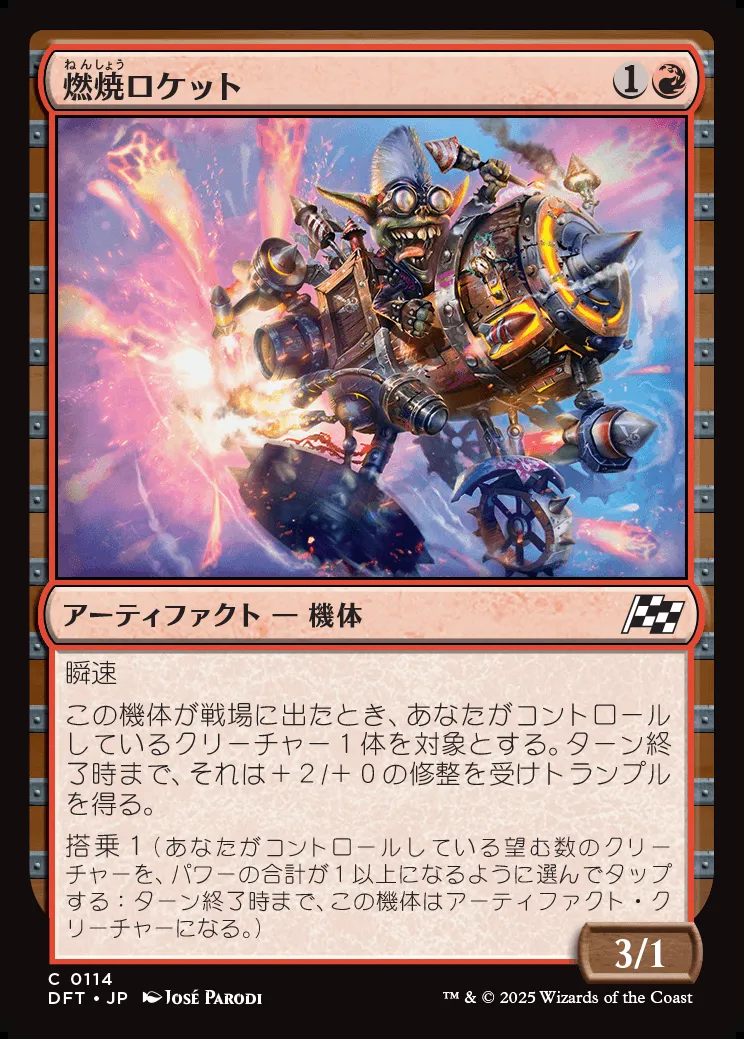 ねんしょう
燃焼ロケット
1
アーティファクト — 機体
瞬速
この機体が戦場に出たとき、あなたがコントロール
しているクリーチャー1体を対象とする。ターン終
了時まで、それは+2/+0の修整を受けトランプル
を得る。
搭乗1(あなたがコントロールしている望む数のクリー
チャーを、パワーの合計が1以上になるように選んでタップ
する:ターン終了時まで、この機体はアーティファクト・ク
リーチャーになる。)
3/1
C 0114
DFT • JP José Parodi
™ & © 2025 Wizards of the Coast